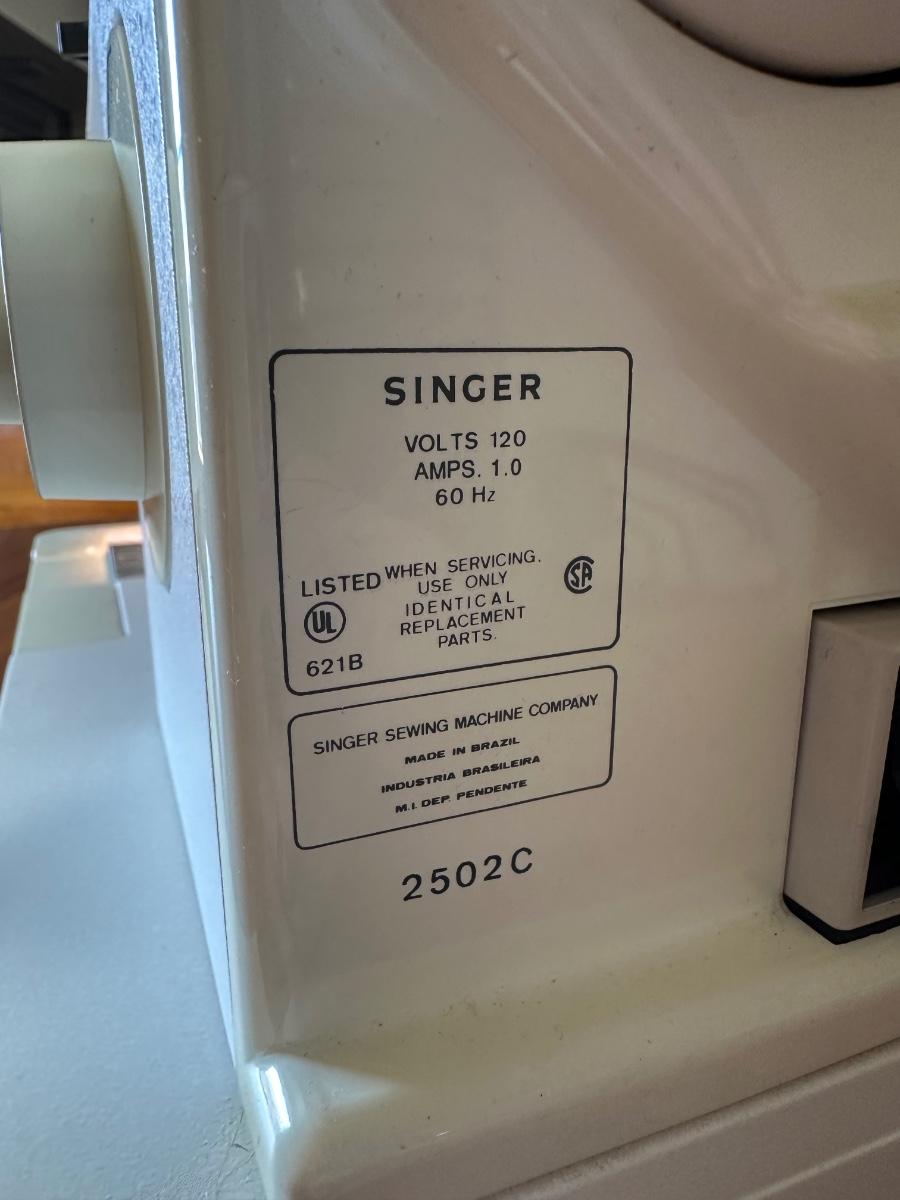 SINGER
VOLTS 120
AMPS. 1.0
60 Hz
LISTED WHEN SERVICING.
USE ONLY
UL IDENTICAL
REPLACEMENT
621B PARTS.
SA
SINGER SEWING MACHINE COMPANY
MADE IN BRAZIL
INDUSTRIA BRASILEIRA
M.I. DEP. PENDENTE
2502C